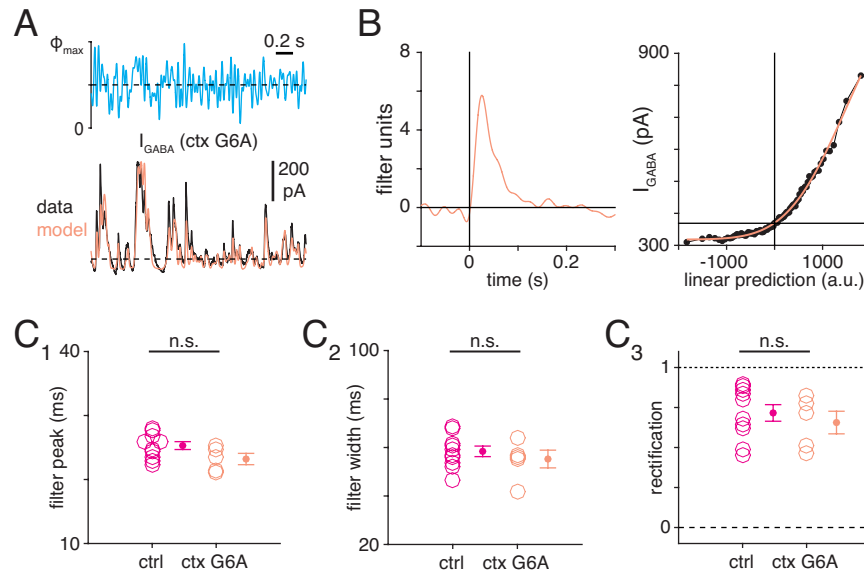 A
ϕmax
0.2 s
0
IGABA (ctx G6A)
200
pA
data
model
B
8
4
0
filter units
0
0.2
time (s)
900
300
IGABA (pA)
-1000
1000
linear prediction (a.u.)
C1
40
10
filter peak (ms)
n.s.
ctrl
ctx G6A
C2
100
20
filter width (ms)
n.s.
ctrl
ctx G6A
C3
1
0
rectification
n.s.
ctrl
ctx G6A